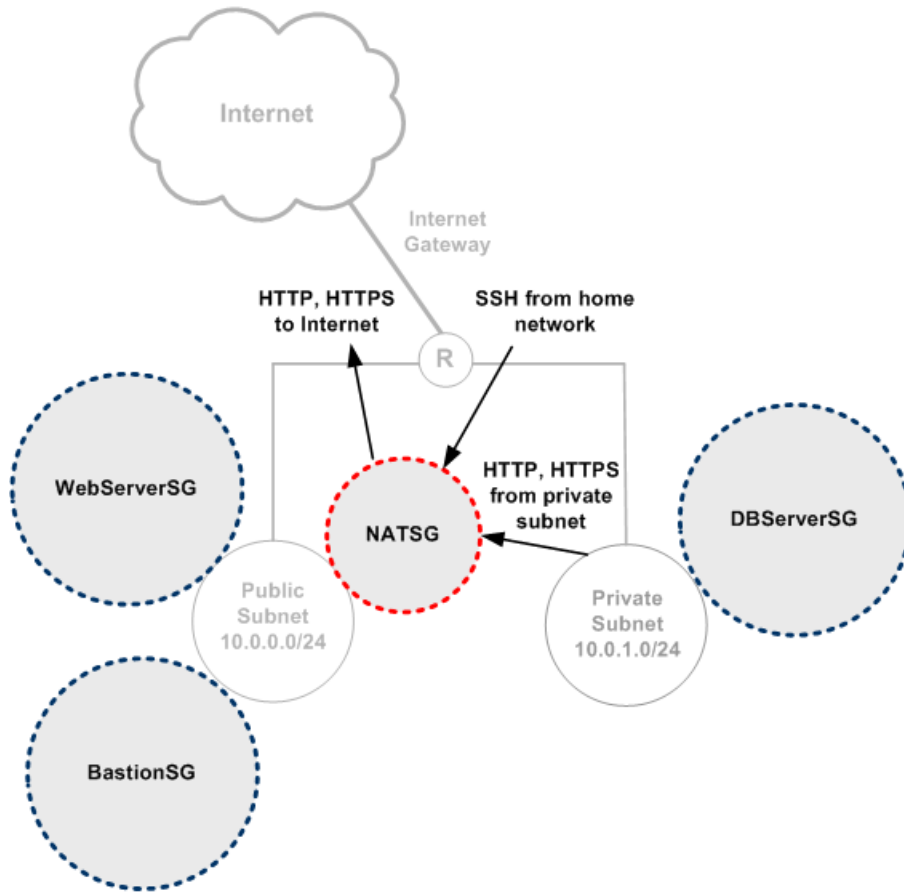 Internet
Internet
Gateway
HTTP, HTTPS
to Internet
SSH from home
network
R
WebServerSG
NATSG
HTTP, HTTPS
from private
subnet
DBServerSG
Public
Subnet
10.0.0.0/24
Private
Subnet
10.0.1.0/24
BastionSG